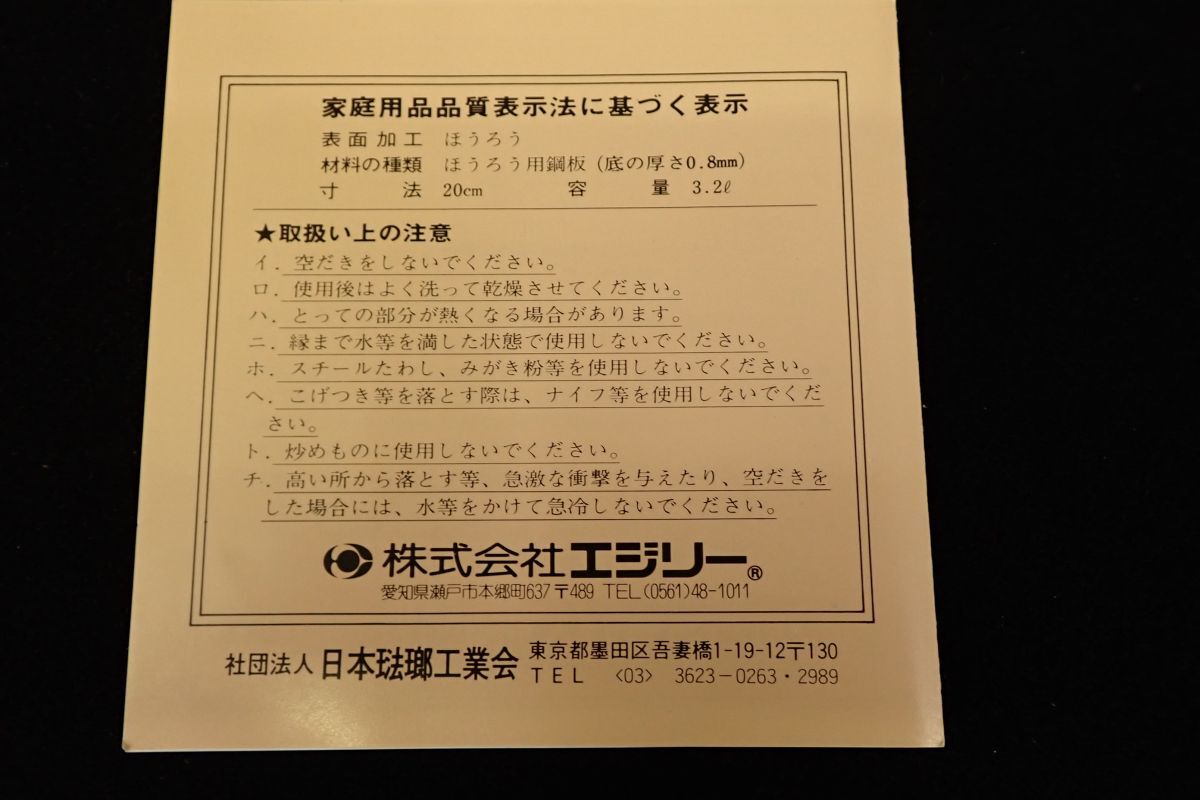 家庭用品品質表示法に基づく表示
表面加工 ほうろう
材料の種類 ほうろう用鋼板(底の厚さ0.8mm)
寸法 20cm 容量 3.2ℓ
★取扱い上の注意
イ.空だきをしないでください。
ロ.使用後はよく洗って乾燥させてください。
ハ.とっての部分が熱くなる場合があります。
ニ.縁まで水等を満した状態で使用しないでください。
ホ.スチールたわし、みがき粉等を使用しないでください。
ヘ.こげつき等を落とす際は、ナイフ等を使用しないでくだ
さい。
ト.炒めものに使用しないでください。
チ.高い所から落とす等、急激な衝撃を与えたり、空だきを
した場合には、水等をかけて急冷しないでください。
株式会社エジリー®
愛知県瀬戸市本郷町637〒489 TEL(0561)48-1011
社団法人 日本琺瑯工業会 東京都墨田区吾妻橋1-19-12〒130
TEL 〈03〉 3623-0263・2989